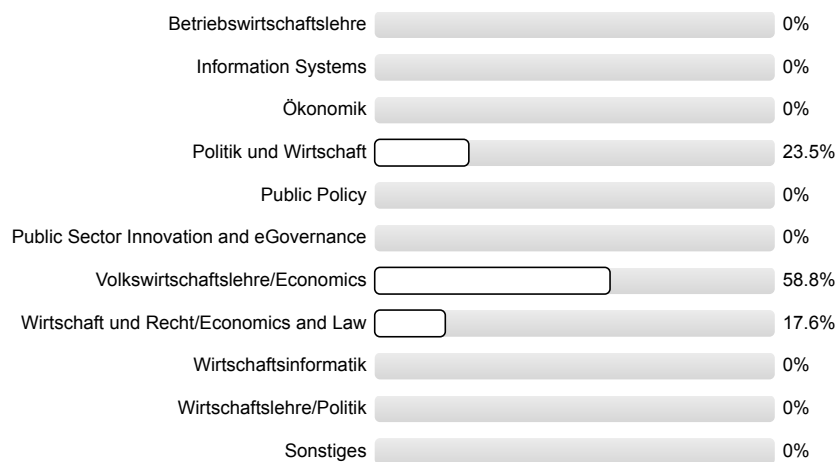 Betriebswirtschaftslehre 0%
Information Systems 0%
Ökonomik 0%
Politik und Wirtschaft 23.5%
Public Policy 0%
Public Sector Innovation and eGovernance 0%
Volkswirtschaftslehre/Economics 58.8%
Wirtschaft und Recht/Economics and Law 17.6%
Wirtschaftsinformatik 0%
Wirtschaftslehre/Politik 0%
Sonstiges 0%